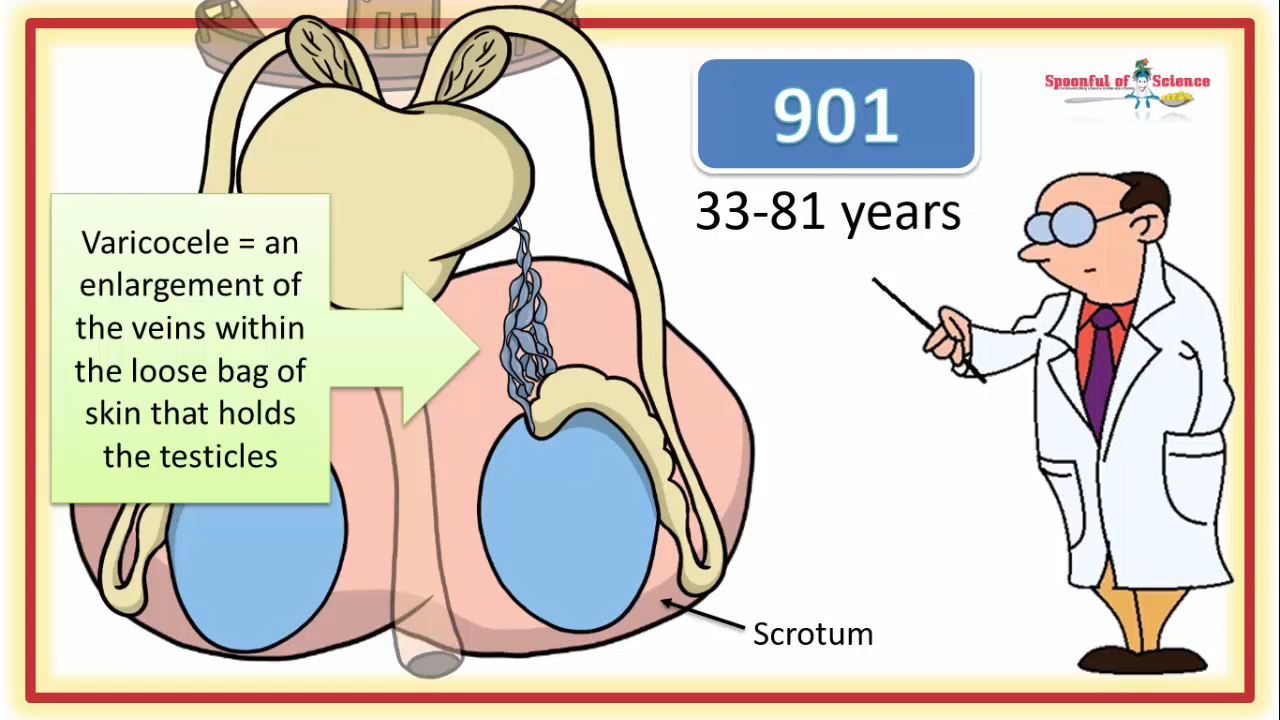 901
Spoonful of Science
33-81 years
Varicocele = an
enlargement of
the veins within
the loose bag of
skin that holds
the testicles
Scrotum